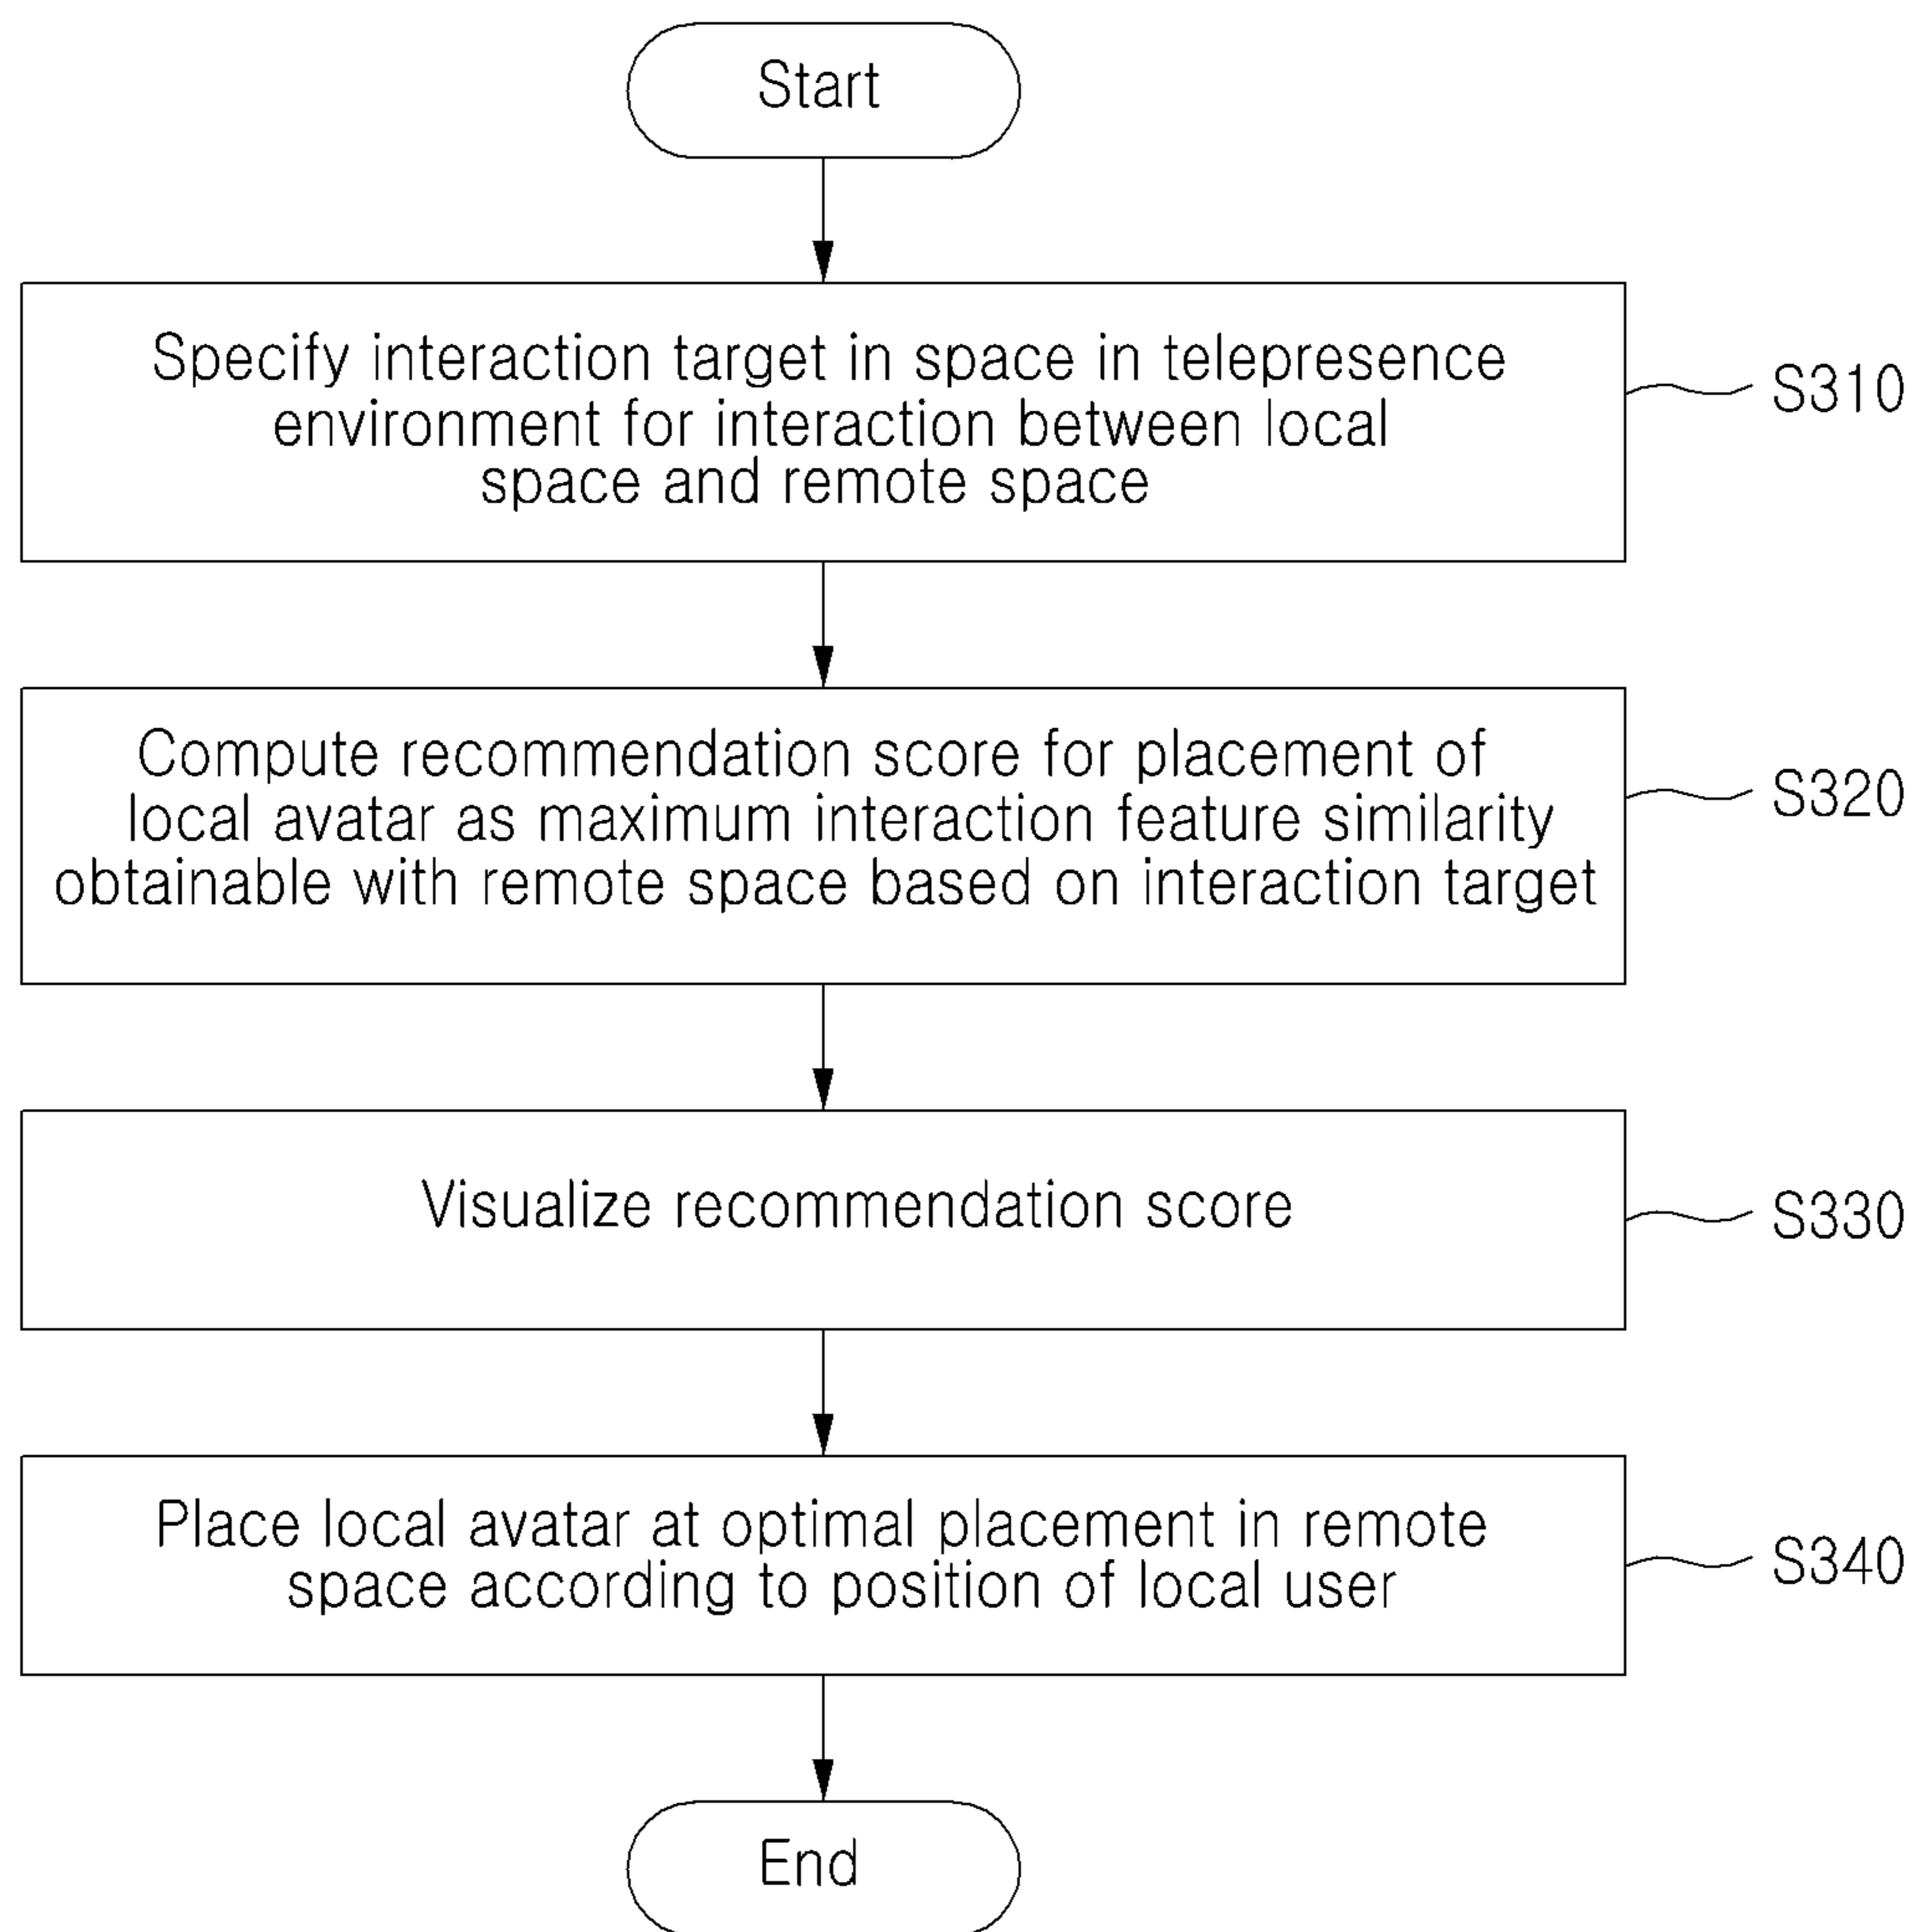 Start
Specify interaction target in space in telepresence
environment for interaction between local
space and remote space
S310
Compute recommendation score for placement of
local avatar as maximum interaction feature similarity
obtainable with remote space based on interaction target
S320
Visualize recommendation score
S330
Place local avatar at optimal placement in remote
space according to position of local user
S340
End